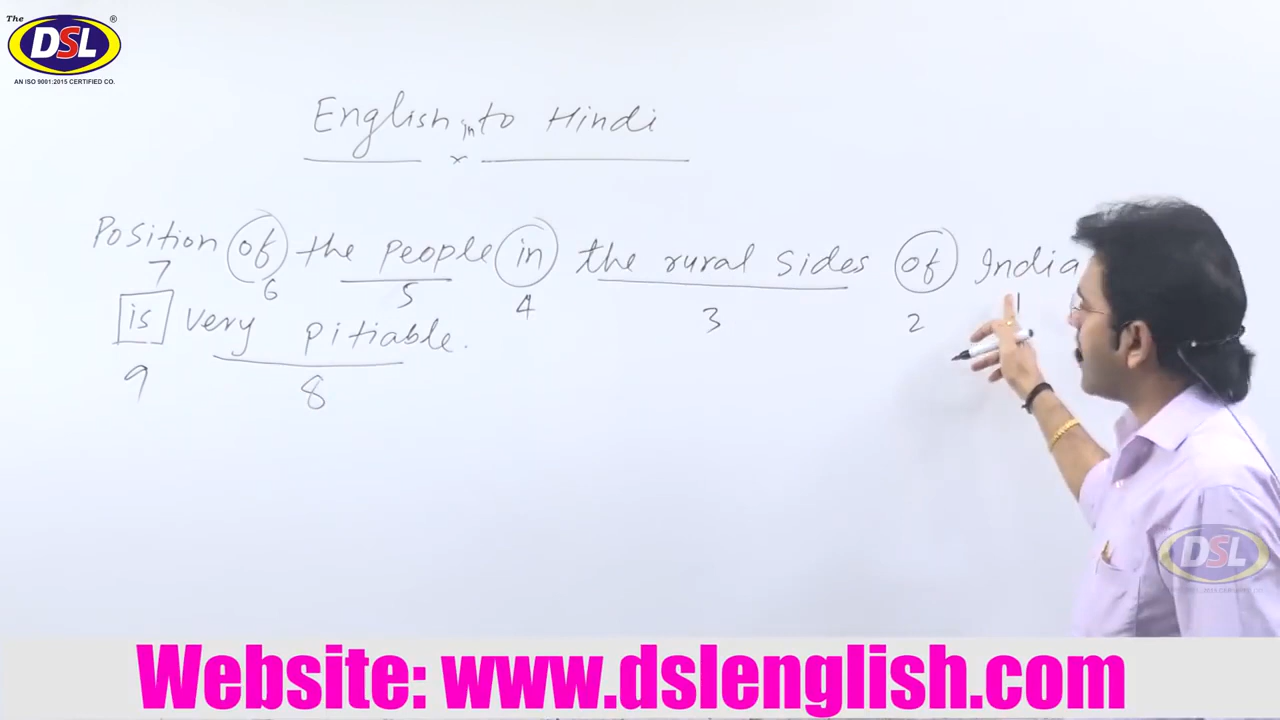 The
DSL
®
AN ISO 9001:2015 CERTIFIED CO.
English into Hindi
x
Position of the people in the rural sides of India
7 6 5 4 3 2 1
is very pitiable.
9 8
DSL
Website: www.dslenglish.com